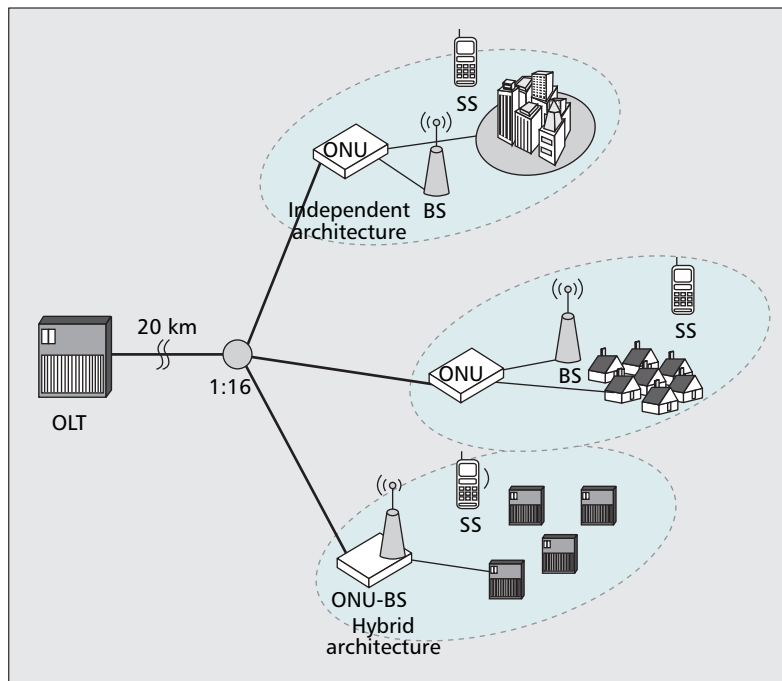 SS
ONU
Independent
architecture
BS
20 km
1:16
OLT
ONU
BS
SS
SS
ONU-BS
Hybrid
architecture